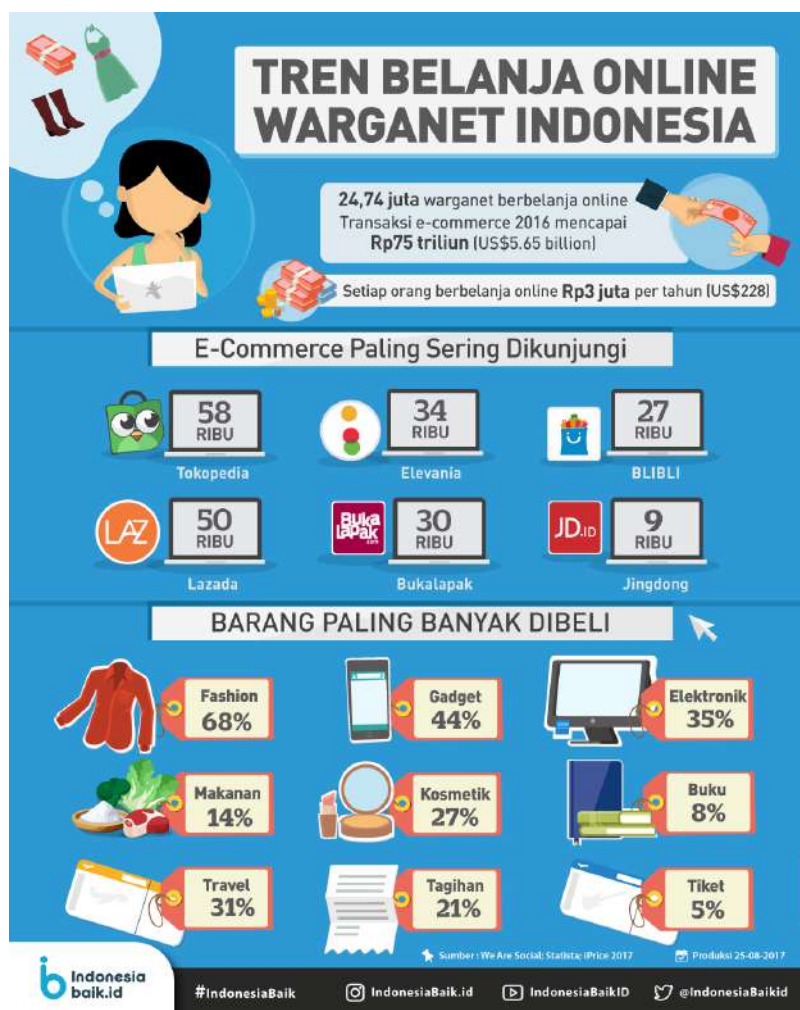 TREN BELANJA ONLINE
WARGANET INDONESIA
24,74 juta warganet berbelanja online
Transaksi e-commerce 2016 mencapai
Rp75 triliun (US$5.65 billion)
Setiap orang berbelanja online Rp3 juta per tahun (US$228)
E-Commerce Paling Sering Dikunjungi
58
RIBU
Tokopedia
34
RIBU
Elevania
27
RIBU
BLIBLI
LAZ
50
RIBU
Lazada
Buka
lapak
.com
30
RIBU
Bukalapak
JD.ID
9
RIBU
Jingdong
BARANG PALING BANYAK DIBELI
Fashion
68%
Gadget
44%
Elektronik
35%
Makanan
14%
Kosmetik
27%
Buku
8%
Travel
31%
Tagihan
21%
Tiket
5%
Sumber : We Are Social; Statista; iPrice 2017
Produksi 25-08-2017
Indonesia
baik.id
#IndonesiaBaik
IndonesiaBaik.id
IndonesiaBaikID
@IndonesiaBaikid